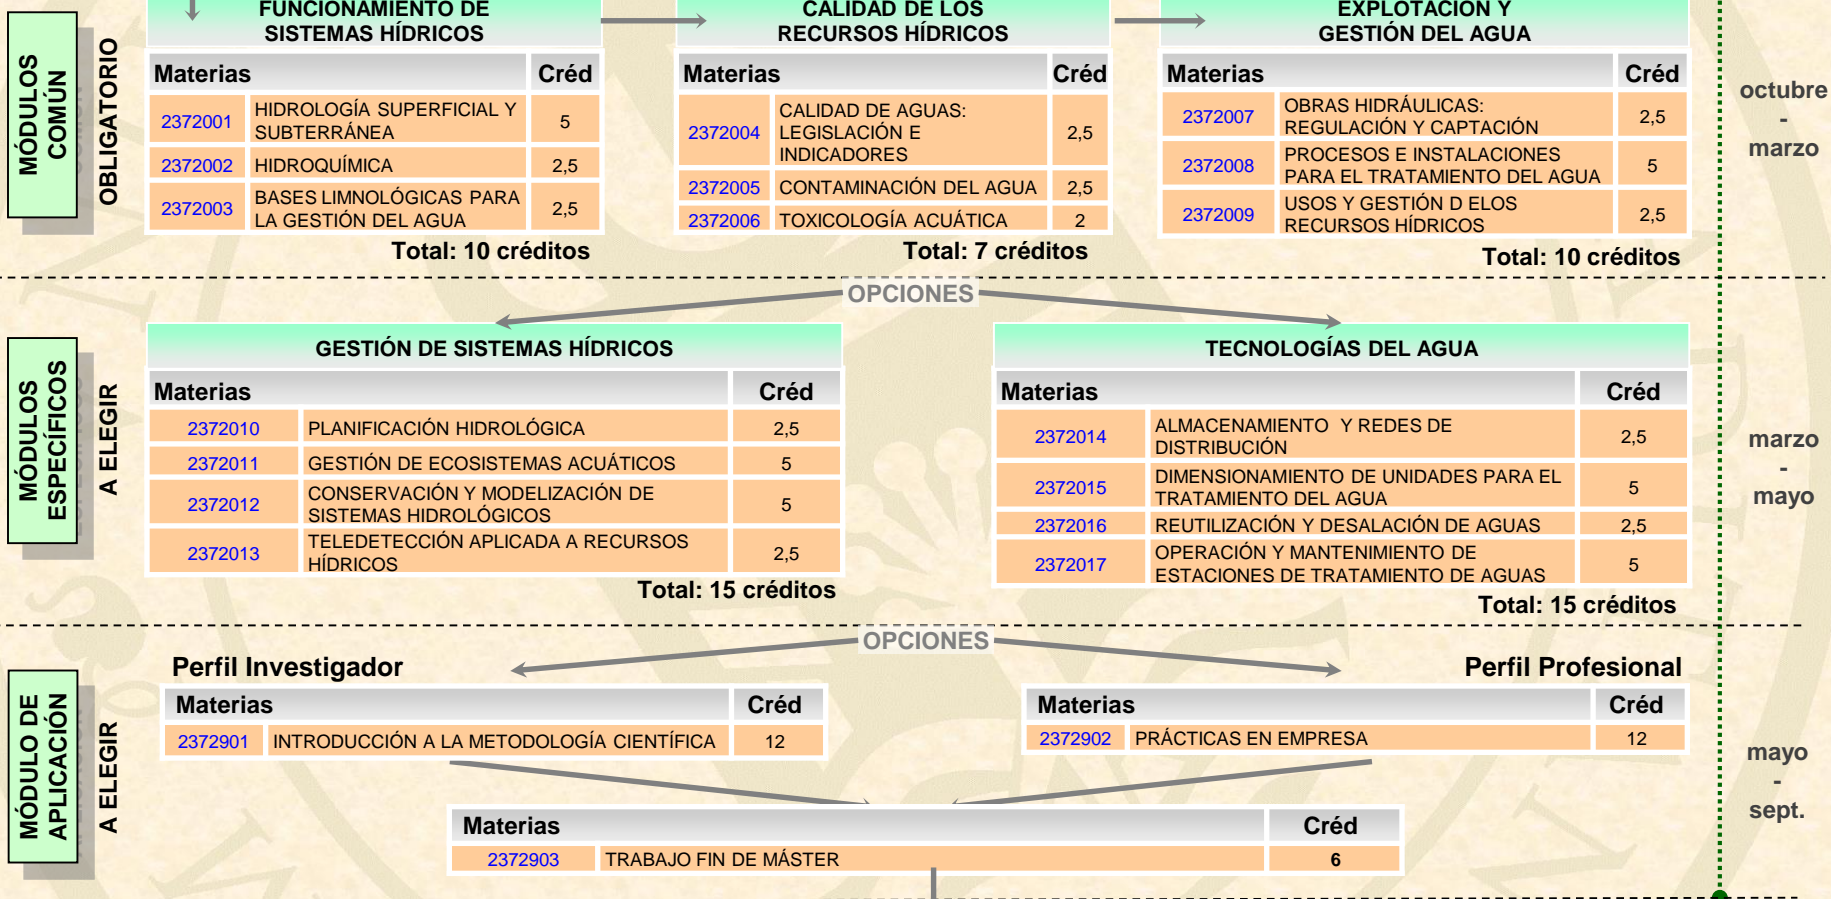 MÓDULOS
COMÚN
OBLIGATORIO
FUNCIONAMIENTO DE
SISTEMAS HÍDRICOS
Materias Créd
2372001 HIDROLOGÍA SUPERFICIAL Y
SUBTERRÁNEA 5
2372002 HIDROQUÍMICA 2,5
2372003 BASES LIMNOLÓGICAS PARA
LA GESTIÓN DEL AGUA 2,5
Total: 10 créditos
CALIDAD DE LOS
RECURSOS HÍDRICOS
Materias Créd
2372004 CALIDAD DE AGUAS:
LEGISLACIÓN E
INDICADORES 2,5
2372005 CONTAMINACIÓN DEL AGUA 2,5
2372006 TOXICOLOGÍA ACUÁTICA 2
Total: 7 créditos
EXPLOTACIÓN Y
GESTIÓN DEL AGUA
Materias Créd
2372007 OBRAS HIDRÁULICAS:
REGULACIÓN Y CAPTACIÓN 2,5
2372008 PROCESOS E INSTALACIONES
PARA EL TRATAMIENTO DEL AGUA 5
2372009 USOS Y GESTIÓN D ELOS
RECURSOS HÍDRICOS 2,5
Total: 10 créditos
octubre
-
marzo
OPCIONES
MÓDULOS
ESPECÍFICOS
A ELEGIR
GESTIÓN DE SISTEMAS HÍDRICOS
Materias Créd
2372010 PLANIFICACIÓN HIDROLÓGICA 2,5
2372011 GESTIÓN DE ECOSISTEMAS ACUÁTICOS 5
2372012 CONSERVACIÓN Y MODELIZACIÓN DE
SISTEMAS HIDROLÓGICOS 5
2372013 TELEDETECCIÓN APLICADA A RECURSOS
HÍDRICOS 2,5
Total: 15 créditos
TECNOLOGÍAS DEL AGUA
Materias Créd
2372014 ALMACENAMIENTO Y REDES DE
DISTRIBUCIÓN 2,5
2372015 DIMENSIONAMIENTO DE UNIDADES PARA EL
TRATAMIENTO DEL AGUA 5
2372016 REUTILIZACIÓN Y DESALACIÓN DE AGUAS 2,5
2372017 OPERACIÓN Y MANTENIMIENTO DE
ESTACIONES DE TRATAMIENTO DE AGUAS 5
Total: 15 créditos
marzo
-
mayo
OPCIONES
MÓDULO DE
APLICACIÓN
A ELEGIR
Perfil Investigador
Materias Créd
2372901 INTRODUCCIÓN A LA METODOLOGÍA CIENTÍFICA 12
Perfil Profesional
Materias Créd
2372902 PRÁCTICAS EN EMPRESA 12
Materias Créd
2372903 TRABAJO FIN DE MÁSTER 6
mayo
-
sept.